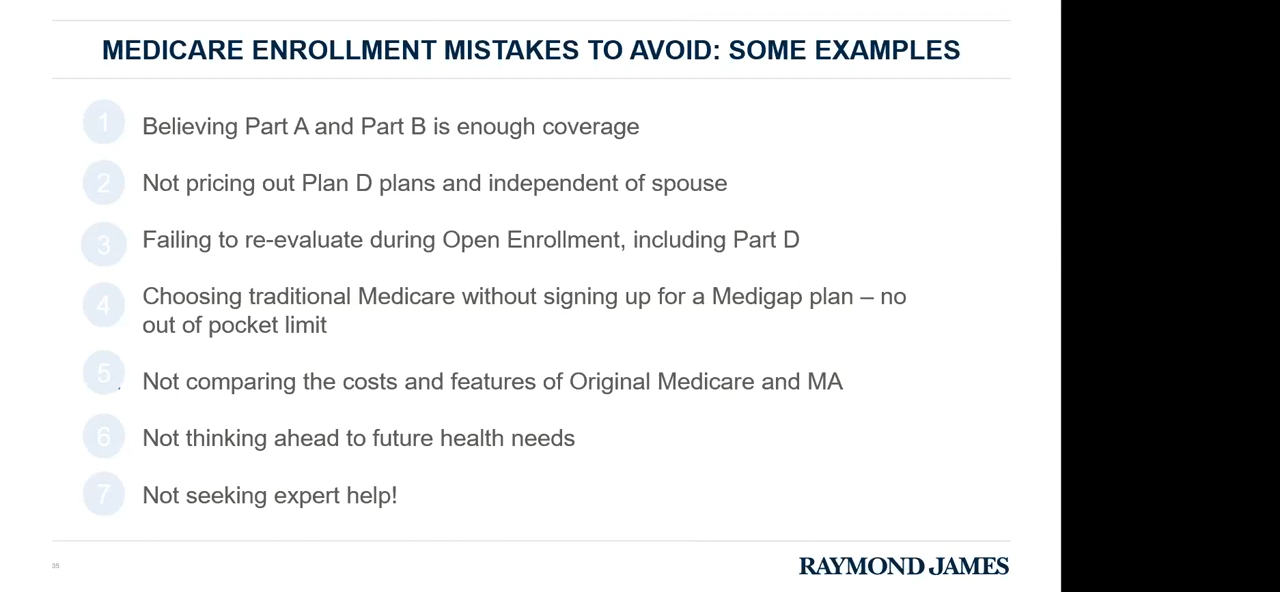 MEDICARE ENROLLMENT MISTAKES TO AVOID: SOME EXAMPLES
1 Believing Part A and Part B is enough coverage
2 Not pricing out Plan D plans and independent of spouse
3 Failing to re-evaluate during Open Enrollment, including Part D
4 Choosing traditional Medicare without signing up for a Medigap plan – no
out of pocket limit
5. Not comparing the costs and features of Original Medicare and MA
6 Not thinking ahead to future health needs
7 Not seeking expert help!
35
RAYMOND JAMES